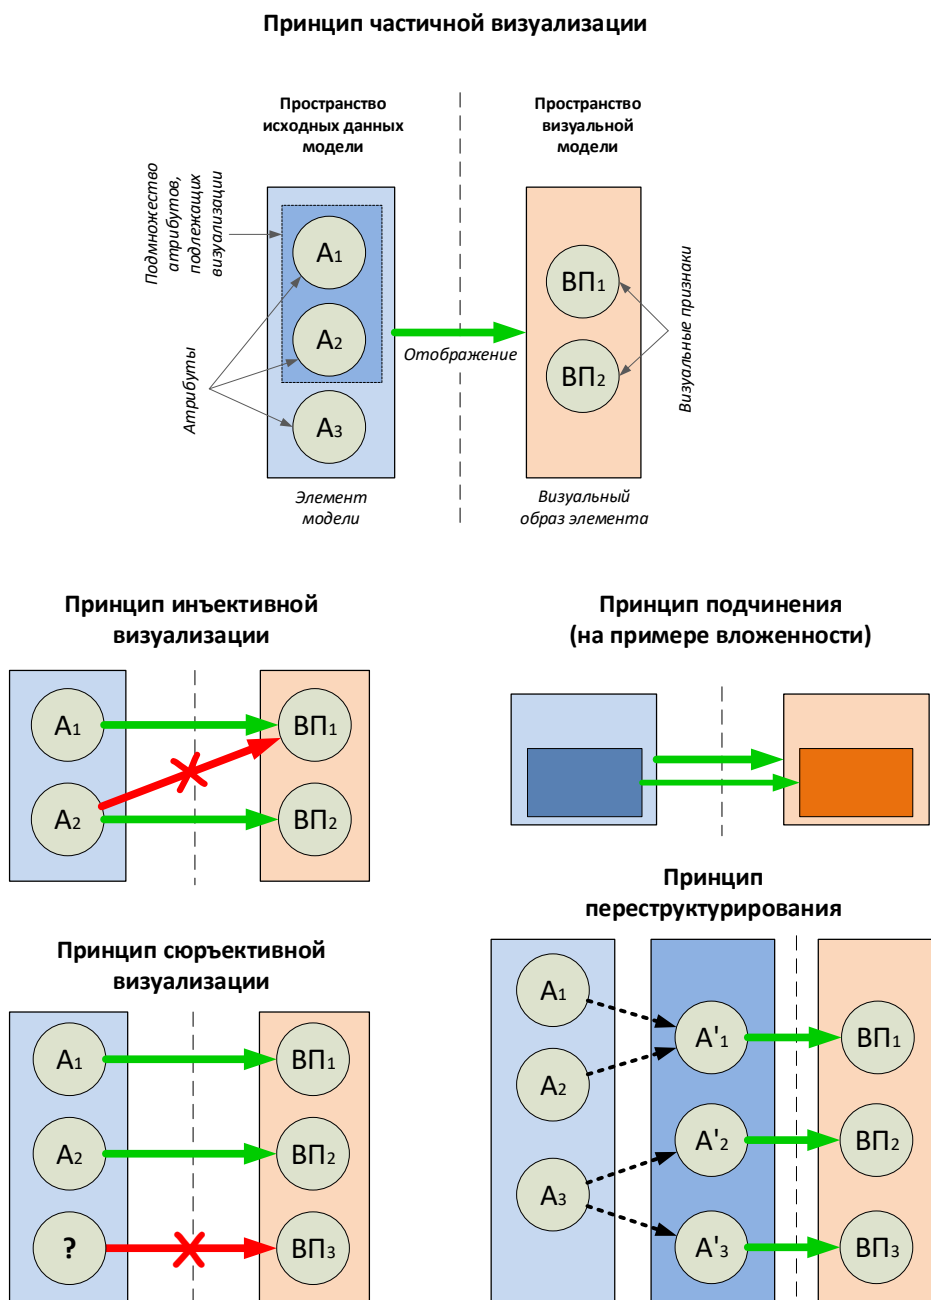 Принцип частичной визуализации
Пространство
исходных данных
модели
Пространство
визуальной
модели
Подмножество
атрибутов,
подлежащих
визуализации
Атрибуты
A1
A2
A3
Отображение
ВП1
ВП2
Визуальные признаки
Элемент
модели
Визуальный
образ элемента
Принцип инъективной
визуализации
A1
ВП1
A2
ВП2
Принцип подчинения
(на примере вложенности)
Принцип сюръективной
визуализации
A1
ВП1
A2
ВП2
?
ВП3
Принцип
переструктурирования
A1
A2
A3
A'1
A'2
A'3
ВП1
ВП2
ВП3